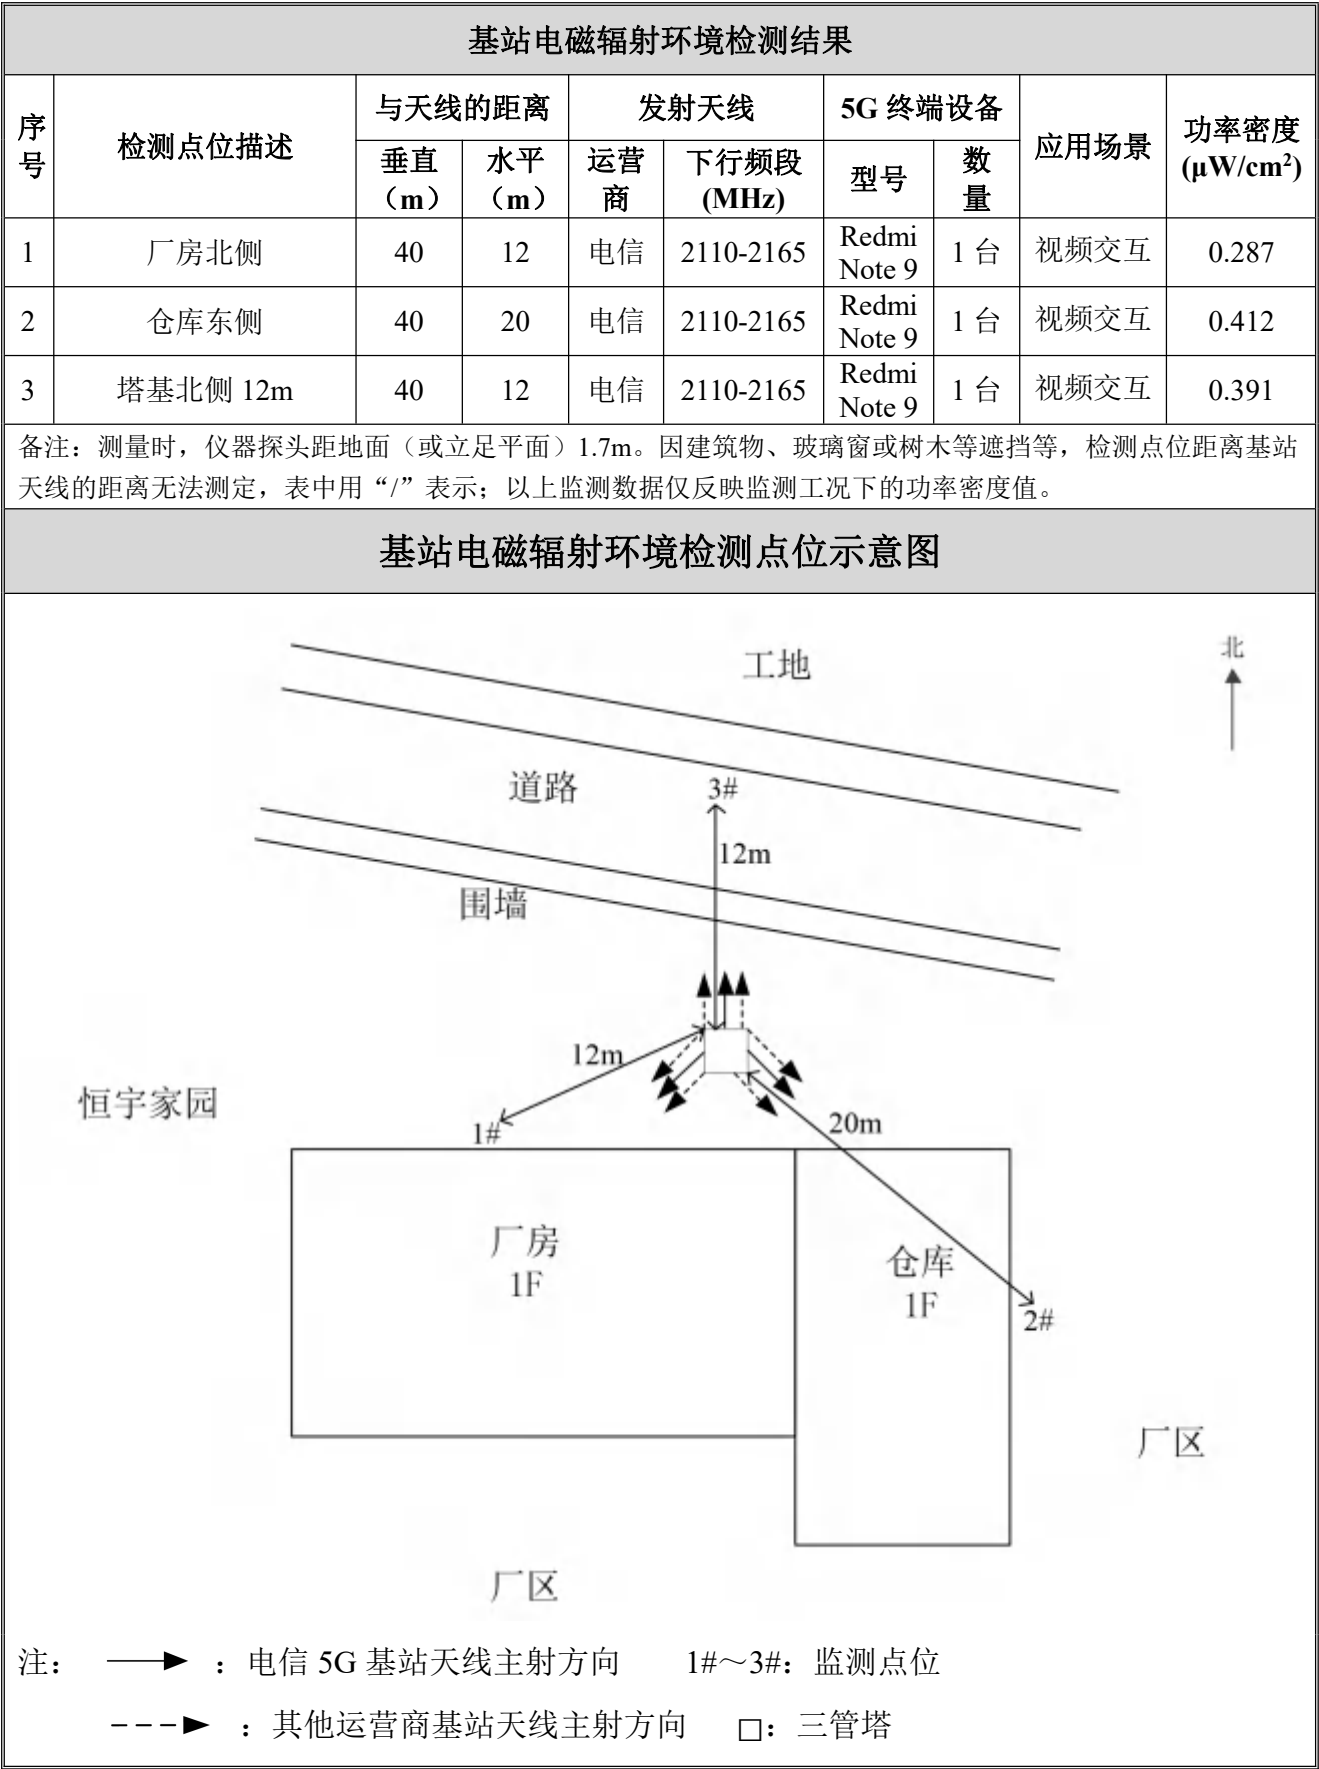 基站电磁辐射环境检测结果
序号 检测点位描述 与天线的距离 发射天线 5G 终端设备 应用场景 功率密度 (μW/cm²)
垂直（m） 水平（m） 运营商 下行频段 (MHz) 型号 数量
1 厂房北侧 40 12 电信 2110-2165 Redmi Note 9 1 台 视频交互 0.287
2 仓库东侧 40 20 电信 2110-2165 Redmi Note 9 1 台 视频交互 0.412
3 塔基北侧 12m 40 12 电信 2110-2165 Redmi Note 9 1 台 视频交互 0.391
备注：测量时，仪器探头距地面（或立足平面）1.7m。因建筑物、玻璃窗或树木等遮挡等，检测点位距离基站
天线的距离无法测定，表中用“/”表示；以上监测数据仅反映监测工况下的功率密度值。
基站电磁辐射环境检测点位示意图
工地
北
道路
3#
12m
围墙
12m
恒宇家园
20m
1#
厂房
1F
仓库
1F
2#
厂区
厂区
注： ：电信 5G 基站天线主射方向 1#～3#：监测点位
：其他运营商基站天线主射方向 □：三管塔